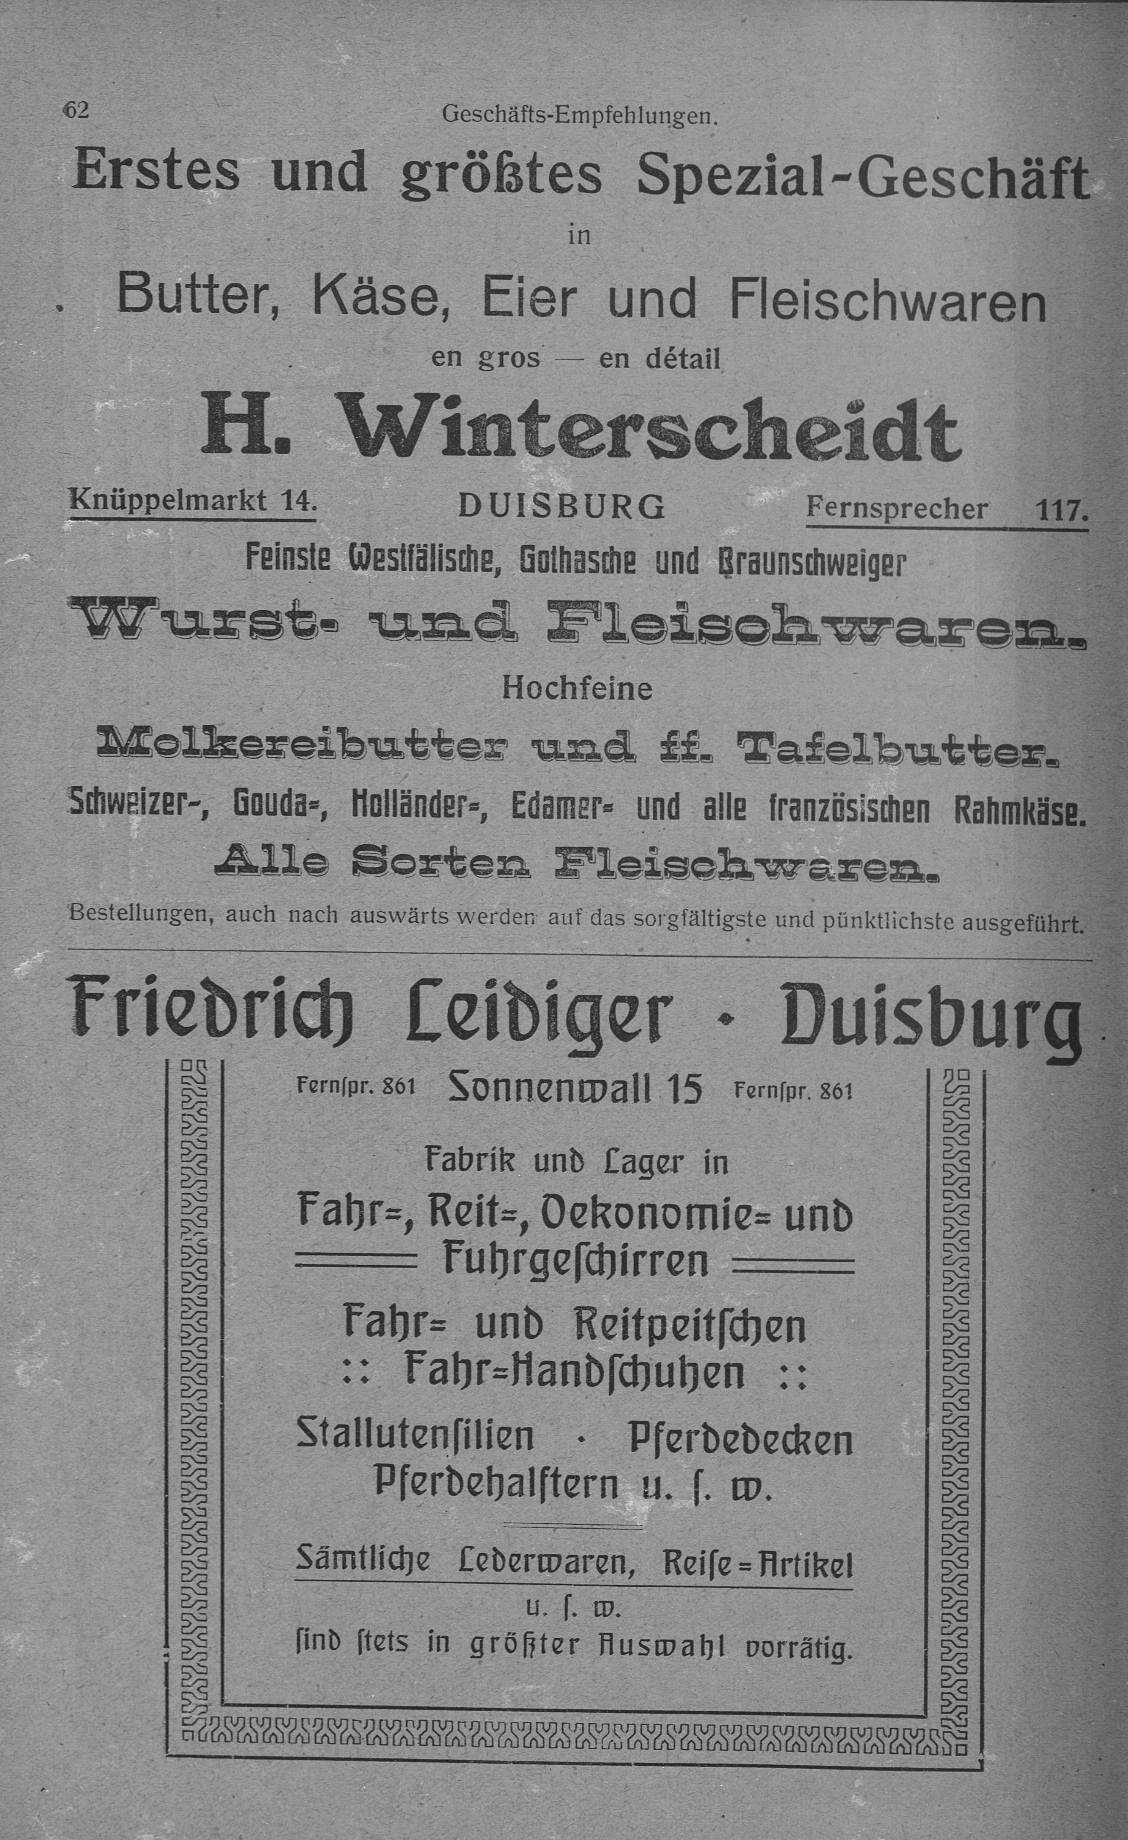 62
Geschäfts-Empfehlungen.
Erstes und größtes Spezial-Geschäft
in
Butter, Käse, Eier und Fleischwaren
en gros — en détail
H. Winterscheidt
Knüppelmarkt 14. DUISBURG Fernsprecher 117.
Feinste Westfälische, Gothasche und Braunschweiger
Wurst- und Fleischwaren.
Hochfeine
Molkereibutter und ff. Tafelbutter.
Schweizer-, Gouda-, Holländer-, Edamer- und alle französischen Rahmkäse.
Alle Sorten Fleischwaren.
Bestellungen, auch nach auswärts werden auf das sorgfältigste und pünktlichste ausgeführt.
Friedrich Leidiger · Duisburg
Fernſpr. 861 Sonnenwall 15 Fernſpr. 861
Fabrik und Lager in
Fahr=, Reit=, Oekonomie= und
Fuhrgeſchirren
Fahr= und Reitpeitſchen
:: Fahr=Handſchuhen ::
Stallutenſilien · Pferdedecken
Pferdehalftern u. ſ. w.
Sämtliche Lederwaren, Reiſe=Artikel
u. ſ. w.
ſind ſtets in größter Auswahl vorrätig.